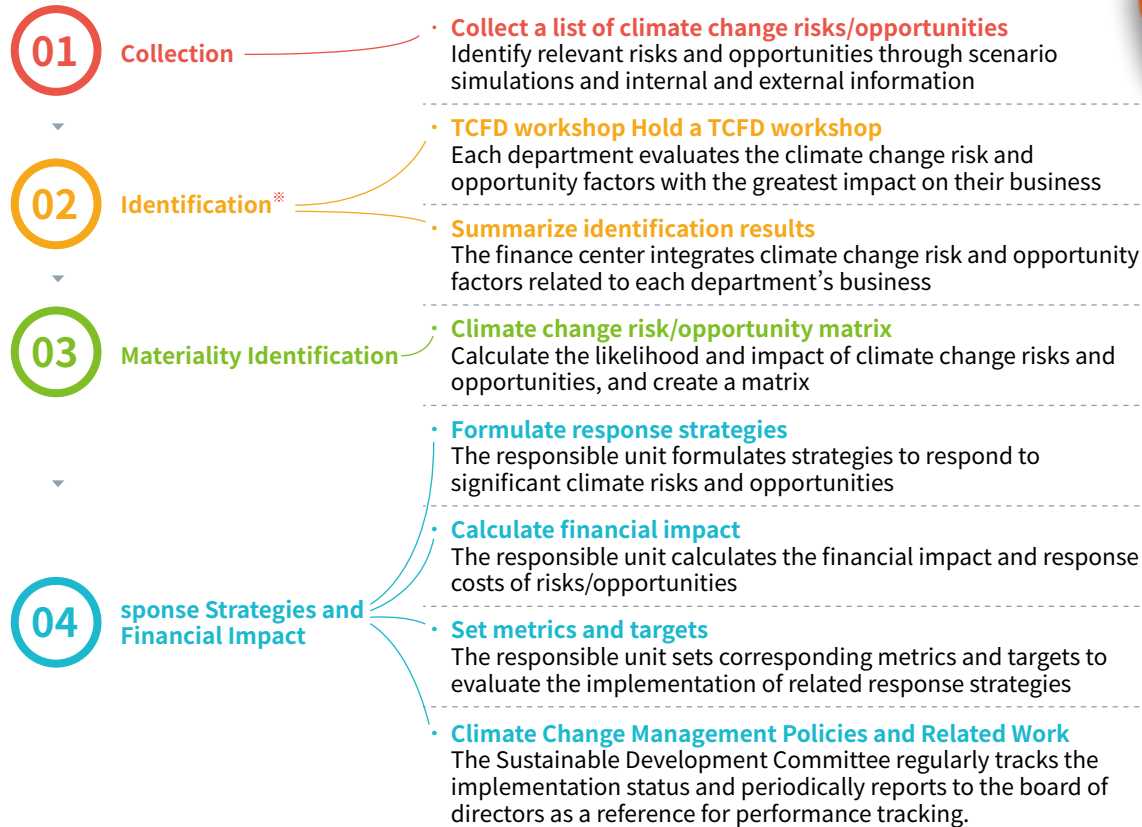 01
Collection
· Collect a list of climate change risks/opportunities
Identify relevant risks and opportunities through scenario
simulations and internal and external information
02
Identification※
· TCFD workshop Hold a TCFD workshop
Each department evaluates the climate change risk and
opportunity factors with the greatest impact on their business
· Summarize identification results
The finance center integrates climate change risk and opportunity
factors related to each department’s business
03
Materiality Identification
· Climate change risk/opportunity matrix
Calculate the likelihood and impact of climate change risks and
opportunities, and create a matrix
04
sponse Strategies and
Financial Impact
· Formulate response strategies
The responsible unit formulates strategies to respond to
significant climate risks and opportunities
· Calculate financial impact
The responsible unit calculates the financial impact and response
costs of risks/opportunities
· Set metrics and targets
The responsible unit sets corresponding metrics and targets to
evaluate the implementation of related response strategies
· Climate Change Management Policies and Related Work
The Sustainable Development Committee regularly tracks the
implementation status and periodically reports to the board of
directors as a reference for performance tracking.